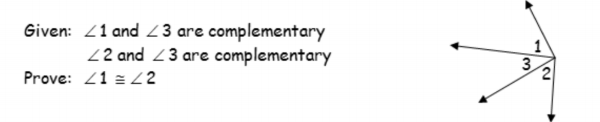 Given: ∠1 and ∠3 are complementary
∠2 and ∠3 are complementary
Prove: ∠1 ≅ ∠2
1
3
2